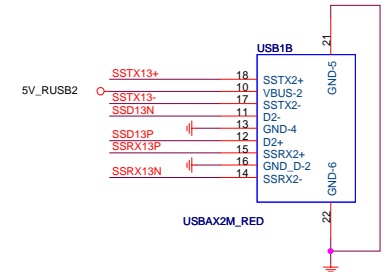 21
USB1B
GND-5
SSTX13+ 18 SSTX2+
5V_RUSB2 10 VBUS-2
SSTX13- 17 SSTX2-
SSD13N 11 D2-
13 GND-4
SSD13P 12 D2+
SSRX13P 15 SSRX2+
16 GND_D-2
SSRX13N 14 SSRX2-
GND-6
22
USBAX2M_RED